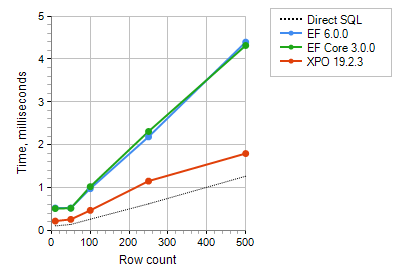 Direct SQL
EF 6.0.0
EF Core 3.0.0
XPO 19.2.3
Time, milliseconds
5
4
3
2
1
0
0 100 200 300 400 500
Row count